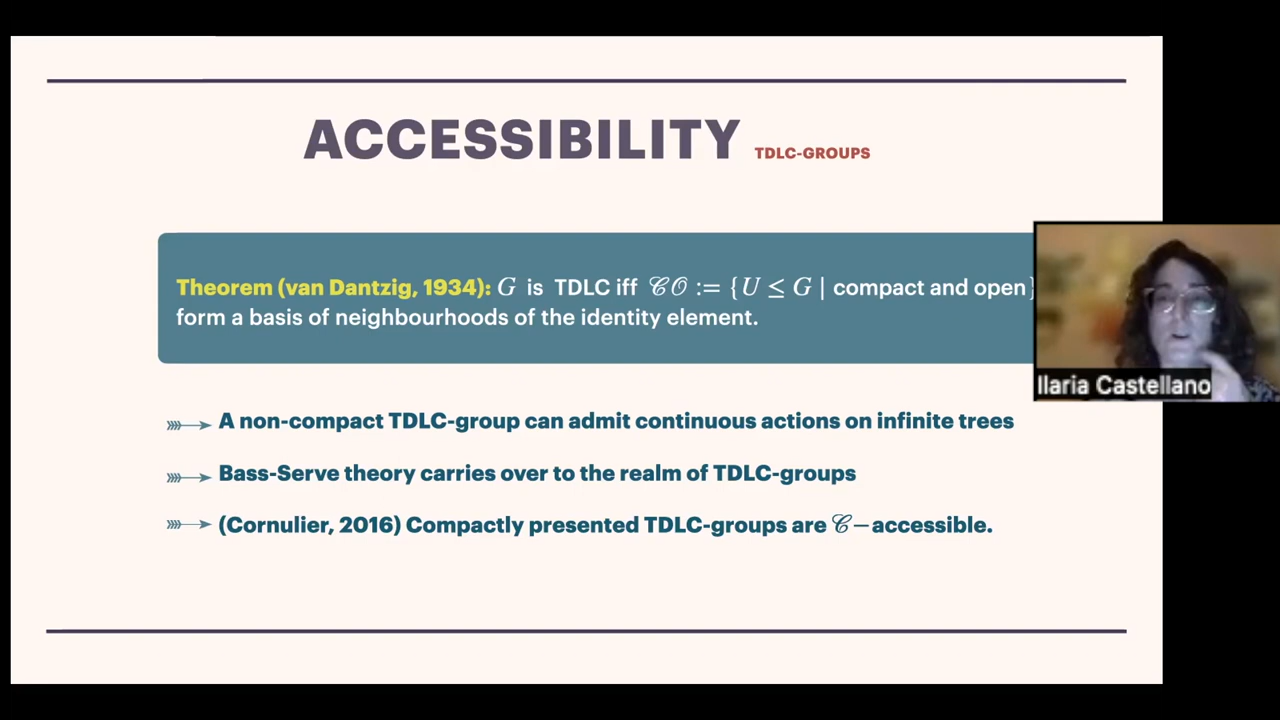 ACCESSIBILITY TDLC-GROUPS
Theorem (van Dantzig, 1934): G is TDLC iff 𝒞𝒪 := {U ≤ G | compact and open}
form a basis of neighbourhoods of the identity element.
Ilaria Castellano
A non-compact TDLC-group can admit continuous actions on infinite trees
Bass-Serve theory carries over to the realm of TDLC-groups
(Cornulier, 2016) Compactly presented TDLC-groups are 𝒞−accessible.